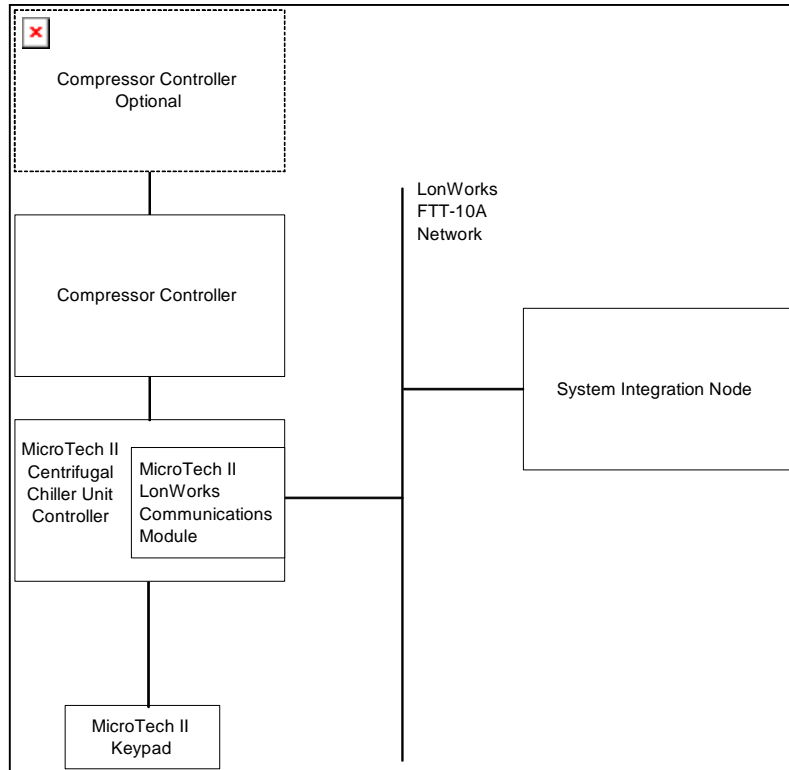 Compressor Controller
Optional
LonWorks
FTT-10A
Network
Compressor Controller
System Integration Node
MicroTech II
Centrifugal
Chiller Unit
Controller
MicroTech II
LonWorks
Communications
Module
MicroTech II
Keypad